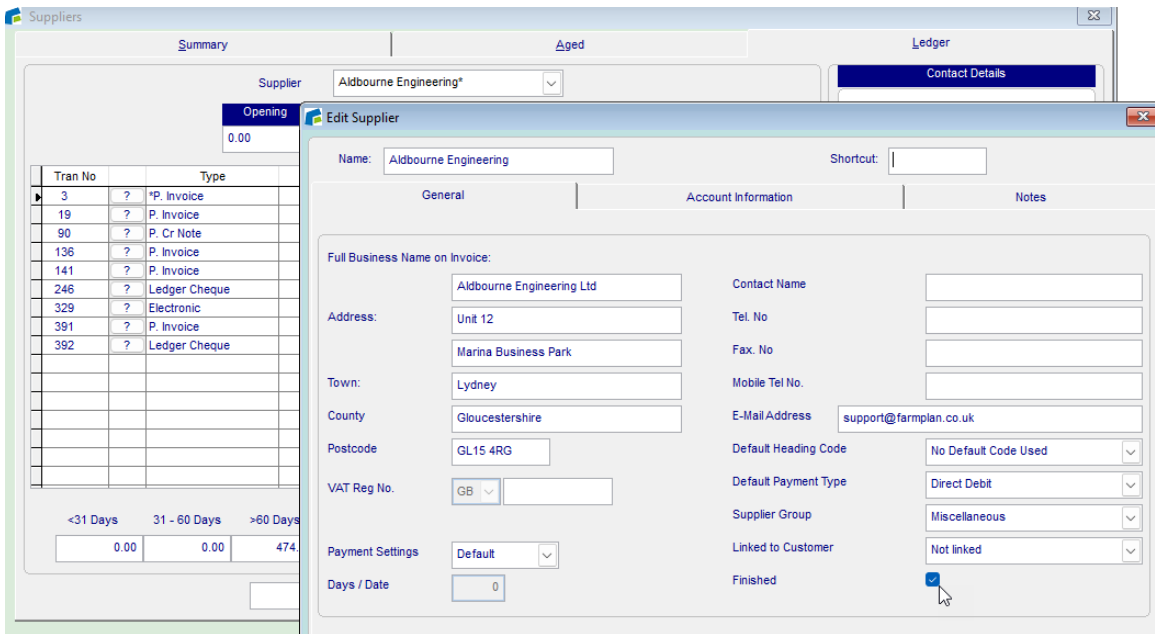 Suppliers
Summary Aged Ledger
Supplier Aldbourne Engineering* Contact Details
Opening
0.00
Tran No Type
3 ? *P. Invoice
19 ? P. Invoice
90 ? P. Cr Note
136 ? P. Invoice
141 ? P. Invoice
246 ? Ledger Cheque
329 ? Electronic
391 ? P. Invoice
392 ? Ledger Cheque
<31 Days 31 - 60 Days >60 Days
0.00 0.00 474.
Edit Supplier
Name: Aldbourne Engineering Shortcut:
General Account Information Notes
Full Business Name on Invoice:
Aldbourne Engineering Ltd Contact Name
Address: Unit 12 Tel. No
Marina Business Park Fax. No
Town: Lydney Mobile Tel No.
County Gloucestershire E-Mail Address support@farmplan.co.uk
Postcode GL15 4RG Default Heading Code No Default Code Used
VAT Reg No. GB Default Payment Type Direct Debit
Supplier Group Miscellaneous
Payment Settings Default Linked to Customer Not linked
Days / Date 0 Finished